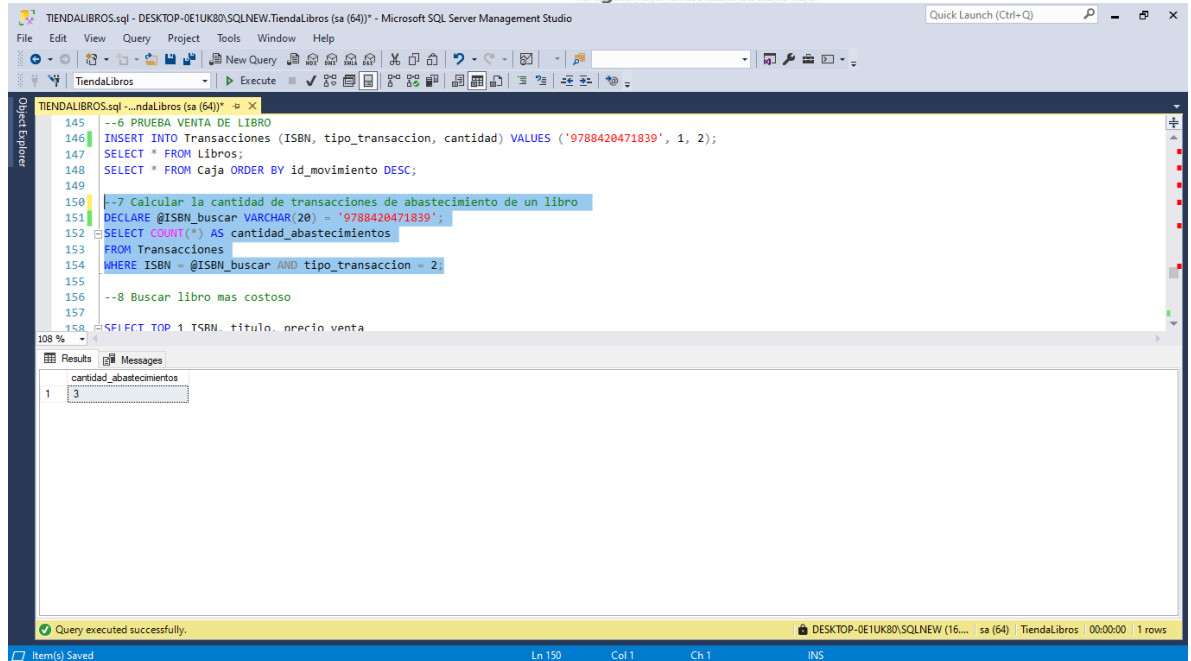 TIENDALIBROS.sql - DESKTOP-0E1UK80\SQLNEW.TiendaLibros (sa (64))* - Microsoft SQL Server Management Studio
Quick Launch (Ctrl+Q)
File Edit View Query Project Tools Window Help
New Query
TiendaLibros Execute
Object Explorer
TIENDALIBROS.sql -...ndaLibros (sa (64))*
145 --6 PRUEBA VENTA DE LIBRO
146 INSERT INTO Transacciones (ISBN, tipo_transaccion, cantidad) VALUES ('9788420471839', 1, 2);
147 SELECT * FROM Libros;
148 SELECT * FROM Caja ORDER BY id_movimiento DESC;
149
150 --7 Calcular la cantidad de transacciones de abastecimiento de un libro
151 DECLARE @ISBN_buscar VARCHAR(20) = '9788420471839';
152 SELECT COUNT(*) AS cantidad_abastecimientos
153 FROM Transacciones
154 WHERE ISBN = @ISBN_buscar AND tipo_transaccion = 2;
155
156 --8 Buscar libro mas costoso
157
158 SELECT TOP 1 ISBN, titulo, precio_venta
108 %
Results Messages
cantidad_abastecimientos
1 3
Query executed successfully.
DESKTOP-0E1UK80\SQLNEW (16.... sa (64) TiendaLibros 00:00:00 1 rows
Item(s) Saved Ln 150 Col 1 Ch 1 INS